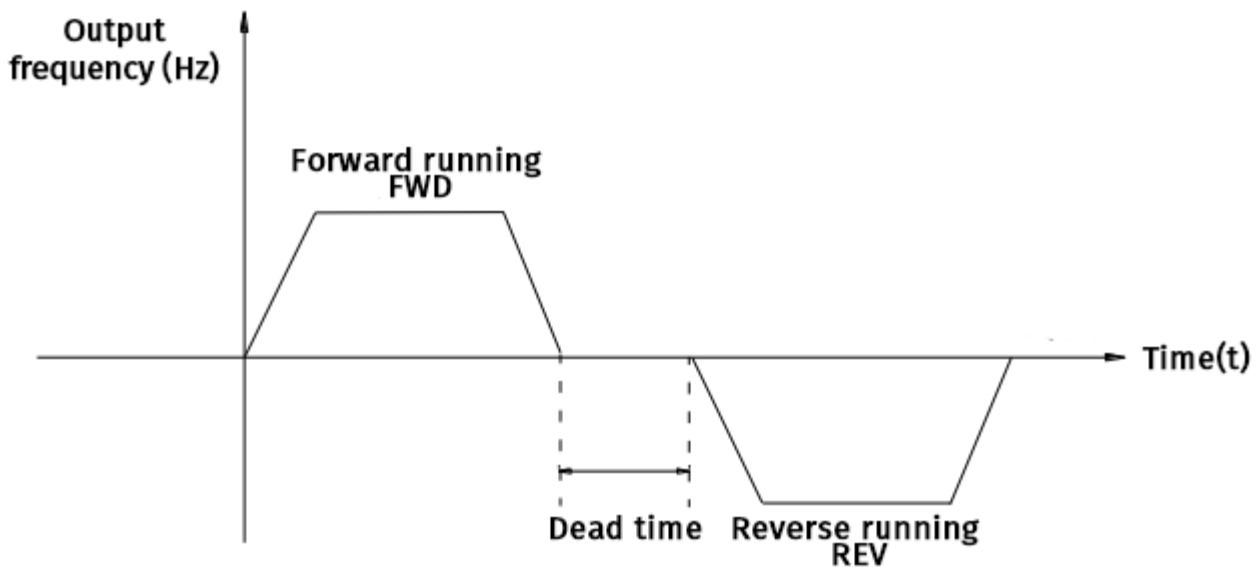 Output
frequency (Hz)
Forward running
FWD
Time(t)
Dead time
Reverse running
REV